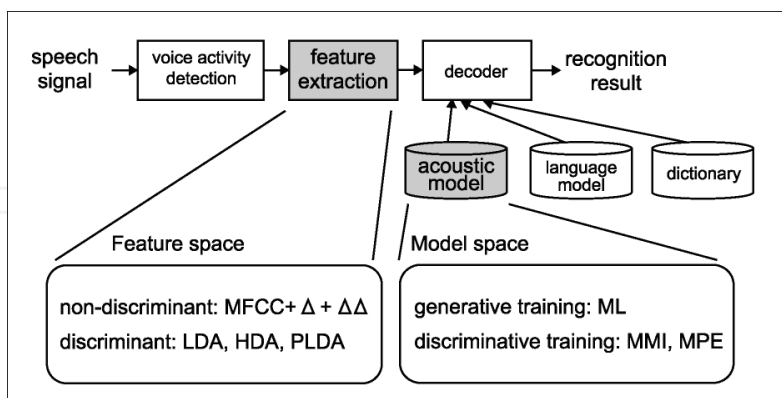 speech
signal
voice activity
detection
feature
extraction
decoder
recognition
result
acoustic
model
language
model
dictionary
Feature space
Model space
non-discriminant: MFCC+ Δ + ΔΔ
discriminant: LDA, HDA, PLDA
generative training: ML
discriminative training: MMI, MPE